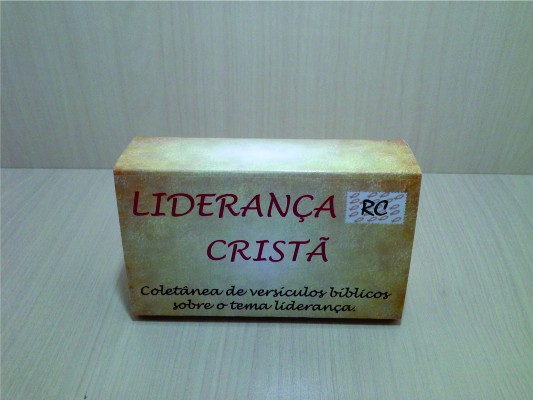 LIDERANÇA RC
CRISTÃ
Coletânea de versículos bíblicos
sobre o tema liderança.